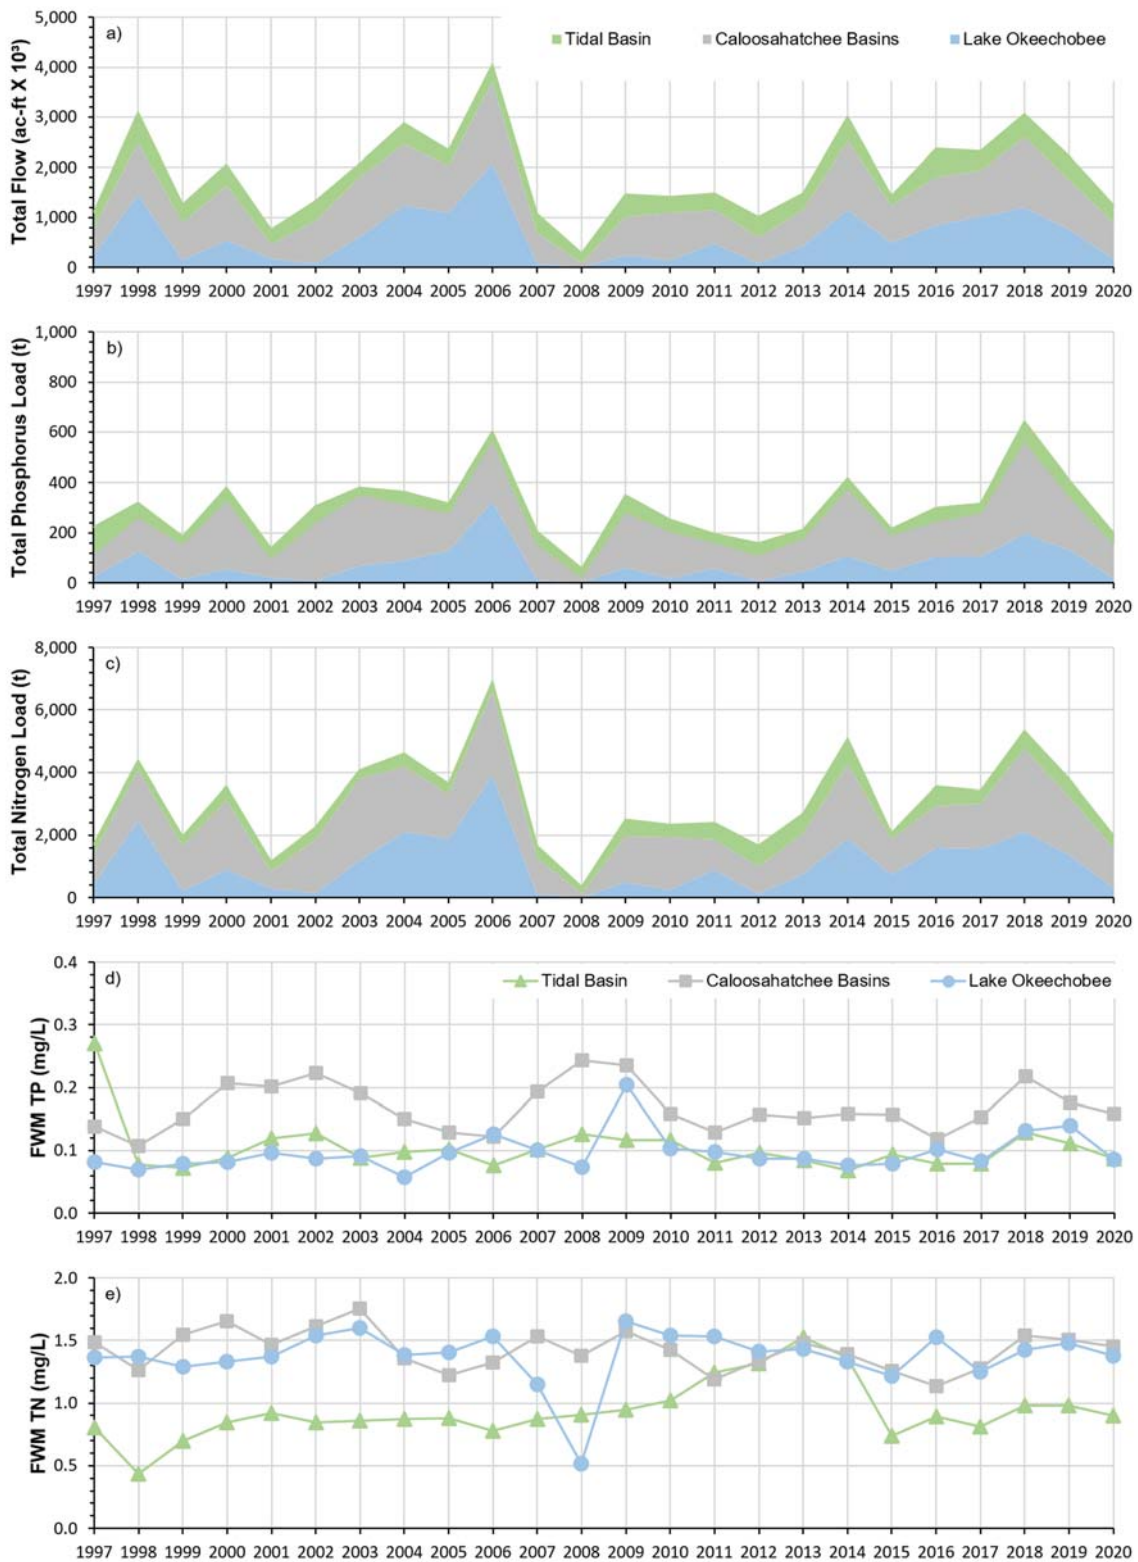 5,000
a)
Tidal Basin Caloosahatchee Basins Lake Okeechobee
4,000
3,000
2,000
1,000
0
Total Flow (ac-ft X 10³)
1997 1998 1999 2000 2001 2002 2003 2004 2005 2006 2007 2008 2009 2010 2011 2012 2013 2014 2015 2016 2017 2018 2019 2020
1,000
b)
800
600
400
200
0
Total Phosphorus Load (t)
1997 1998 1999 2000 2001 2002 2003 2004 2005 2006 2007 2008 2009 2010 2011 2012 2013 2014 2015 2016 2017 2018 2019 2020
8,000
c)
6,000
4,000
2,000
0
Total Nitrogen Load (t)
1997 1998 1999 2000 2001 2002 2003 2004 2005 2006 2007 2008 2009 2010 2011 2012 2013 2014 2015 2016 2017 2018 2019 2020
0.4
d)
Tidal Basin Caloosahatchee Basins Lake Okeechobee
0.3
0.2
0.1
0.0
FWM TP (mg/L)
1997 1998 1999 2000 2001 2002 2003 2004 2005 2006 2007 2008 2009 2010 2011 2012 2013 2014 2015 2016 2017 2018 2019 2020
2.0
e)
1.5
1.0
0.5
0.0
FWM TN (mg/L)
1997 1998 1999 2000 2001 2002 2003 2004 2005 2006 2007 2008 2009 2010 2011 2012 2013 2014 2015 2016 2017 2018 2019 2020